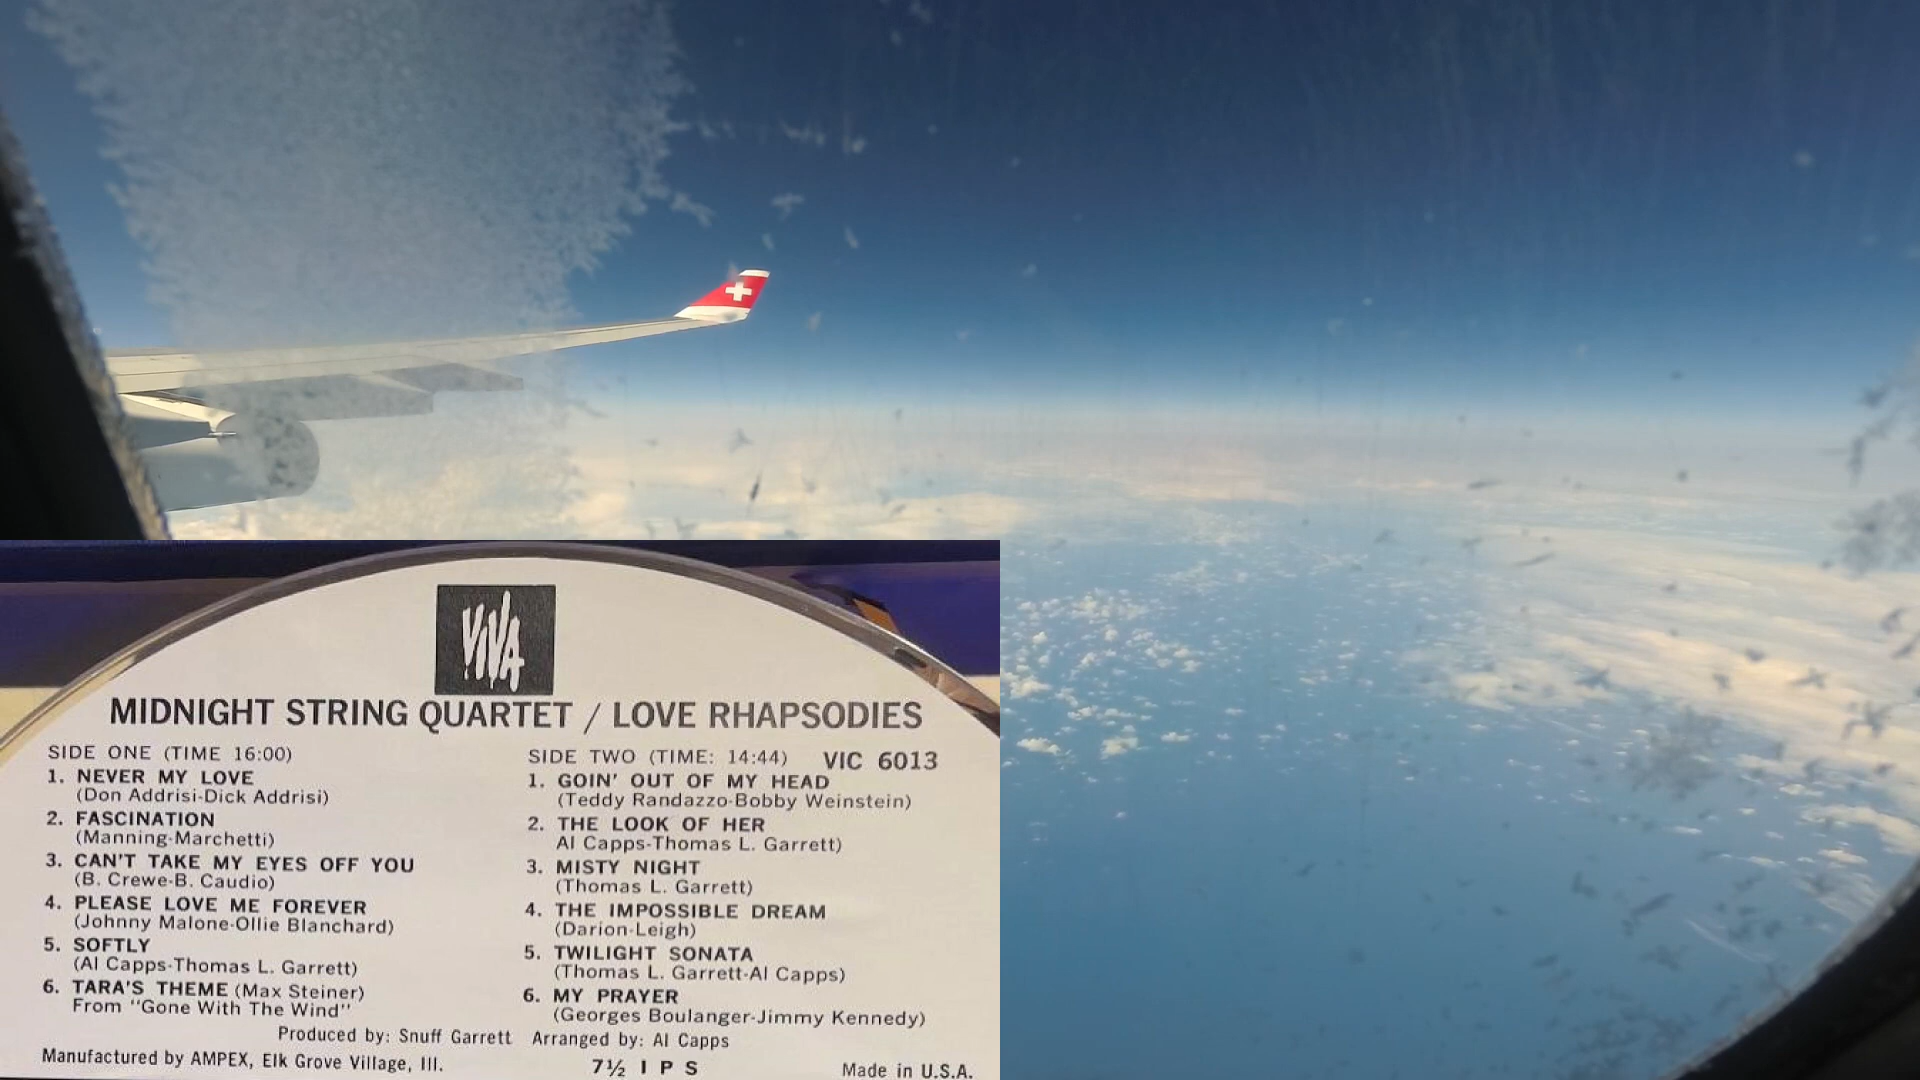 VIVA
MIDNIGHT STRING QUARTET / LOVE RHAPSODIES
SIDE ONE (TIME 16:00)
1. NEVER MY LOVE
(Don Addrisi-Dick Addrisi)
2. FASCINATION
(Manning-Marchetti)
3. CAN'T TAKE MY EYES OFF YOU
(B. Crewe-B. Caudio)
4. PLEASE LOVE ME FOREVER
(Johnny Malone-Ollie Blanchard)
5. SOFTLY
(Al Capps-Thomas L. Garrett)
6. TARA'S THEME (Max Steiner)
From "Gone With The Wind"
SIDE TWO (TIME: 14:44) VIC 6013
1. GOIN' OUT OF MY HEAD
(Teddy Randazzo-Bobby Weinstein)
2. THE LOOK OF HER
Al Capps-Thomas L. Garrett)
3. MISTY NIGHT
(Thomas L. Garrett)
4. THE IMPOSSIBLE DREAM
(Darion-Leigh)
5. TWILIGHT SONATA
(Thomas L. Garrett-Al Capps)
6. MY PRAYER
(Georges Boulanger-Jimmy Kennedy)
Produced by: Snuff Garrett Arranged by: Al Capps
Manufactured by AMPEX, Elk Grove Village, Ill.
7½ I P S
Made in U.S.A.